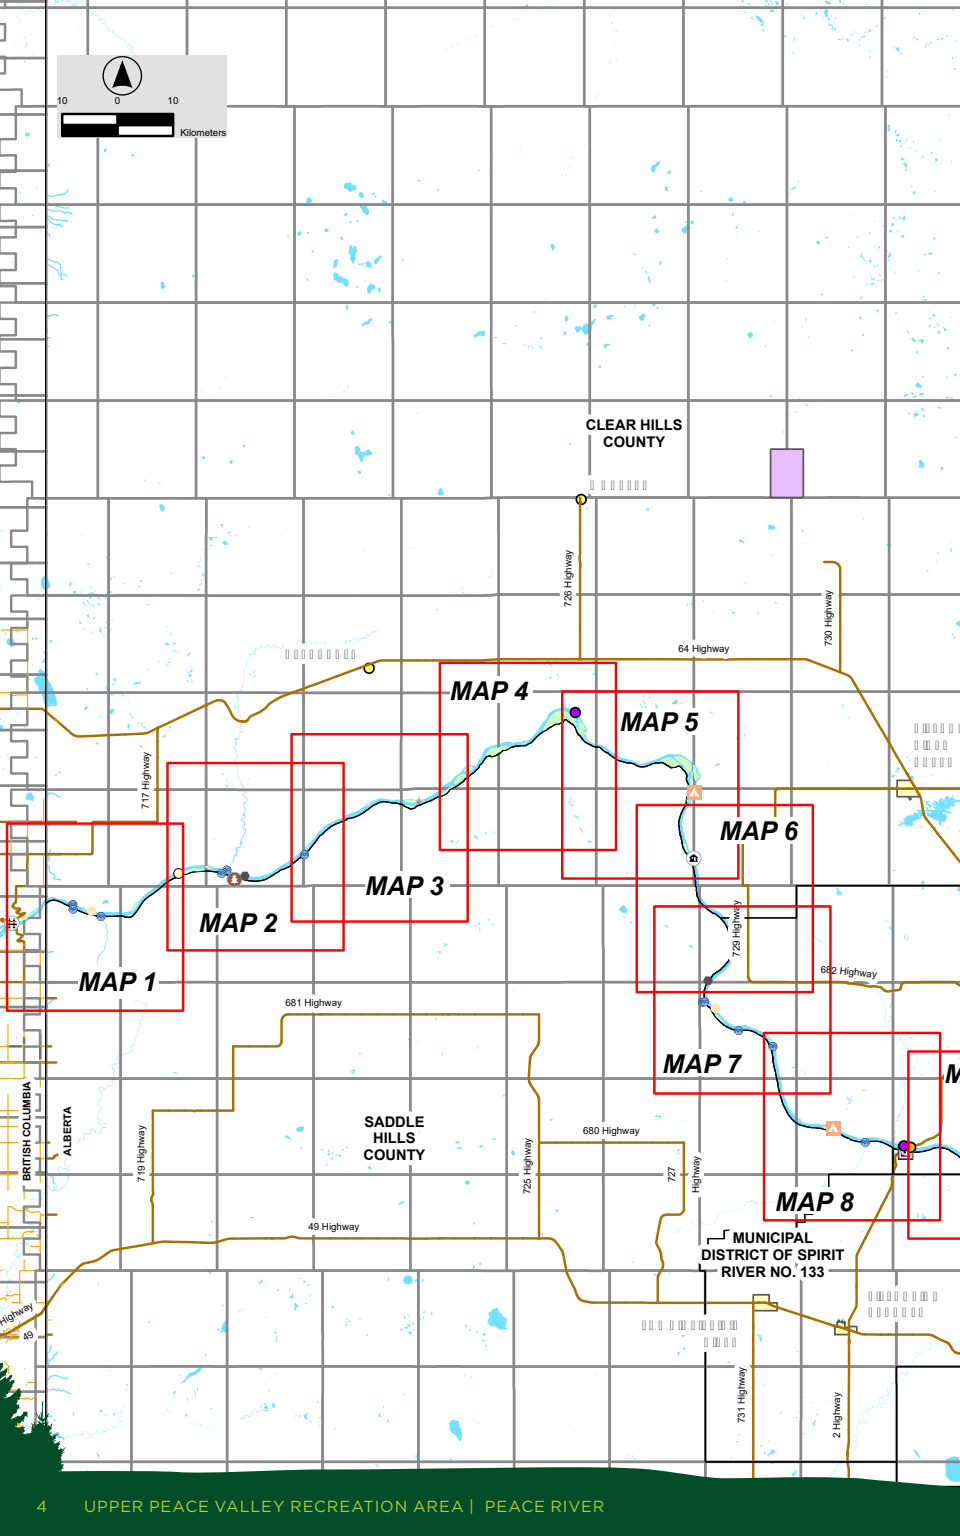 10 0 10
Kilometers
CLEAR HILLS
COUNTY
726 Highway
730 Highway
64 Highway
MAP 4
MAP 5
717 Highway
MAP 6
MAP 3
MAP 2
729 Highway
MAP 1
682 Highway
681 Highway
MAP 7
M
BRITISH COLUMBIA
ALBERTA
SADDLE
HILLS
COUNTY
680 Highway
719 Highway
725 Highway
727
Highway
MAP 8
49 Highway
MUNICIPAL
DISTRICT OF SPIRIT
RIVER NO. 133
Highway
49
731 Highway
2 Highway
4 UPPER PEACE VALLEY RECREATION AREA | PEACE RIVER